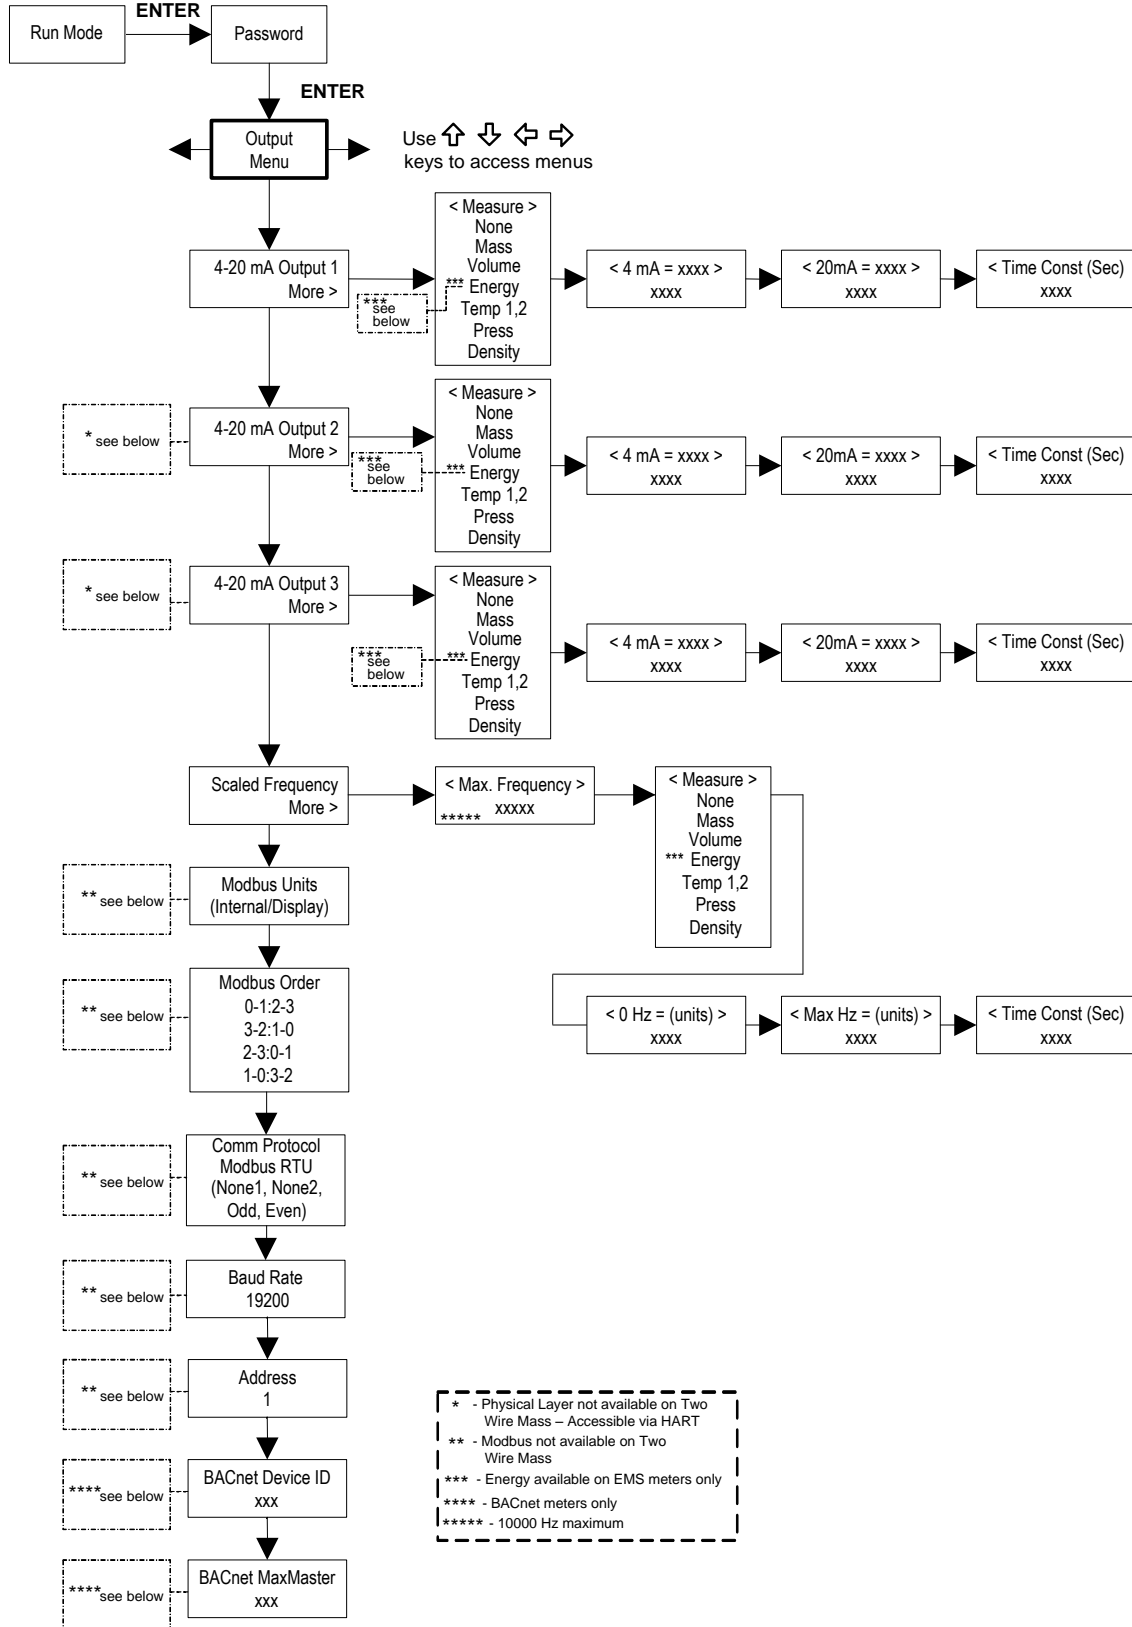 ENTER
Run Mode
Password
ENTER
Output
Menu
Use
keys to access menus
4-20 mA Output 1
More >
*** see
below
< Measure >
None
Mass
Volume
*** Energy
Temp 1,2
Press
Density
< 4 mA = xxxx >
xxxx
< 20mA = xxxx >
xxxx
< Time Const (Sec)
xxxx
* see below
4-20 mA Output 2
More >
*** see
below
< Measure >
None
Mass
Volume
*** Energy
Temp 1,2
Press
Density
< 4 mA = xxxx >
xxxx
< 20mA = xxxx >
xxxx
< Time Const (Sec)
xxxx
* see below
4-20 mA Output 3
More >
*** see
below
< Measure >
None
Mass
Volume
*** Energy
Temp 1,2
Press
Density
< 4 mA = xxxx >
xxxx
< 20mA = xxxx >
xxxx
< Time Const (Sec)
xxxx
Scaled Frequency
More >
< Max. Frequency >
***** xxxxx
< Measure >
None
Mass
Volume
*** Energy
Temp 1,2
Press
Density
< 0 Hz = (units) >
xxxx
< Max Hz = (units) >
xxxx
< Time Const (Sec)
xxxx
** see below
Modbus Units
(Internal/Display)
** see below
Modbus Order
0-1:2-3
3-2:1-0
2-3:0-1
1-0:3-2
** see below
Comm Protocol
Modbus RTU
(None1, None2,
Odd, Even)
** see below
Baud Rate
19200
** see below
Address
1
**** see below
BACnet Device ID
xxx
**** see below
BACnet MaxMaster
xxx
* - Physical Layer not available on Two
Wire Mass – Accessible via HART
** - Modbus not available on Two
Wire Mass
*** - Energy available on EMS meters only
**** - BACnet meters only
***** - 10000 Hz maximum